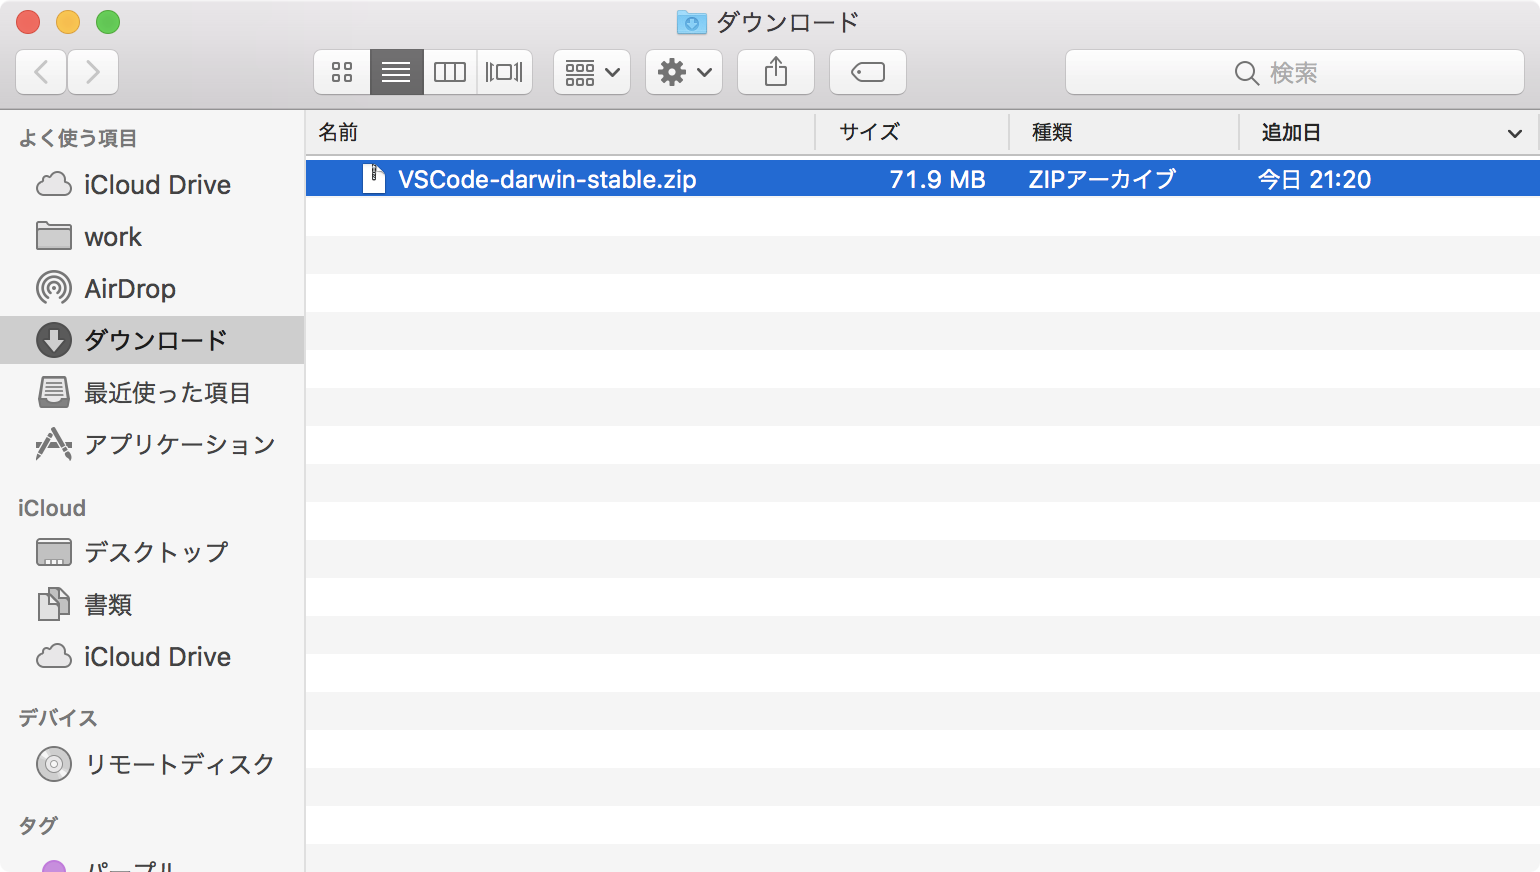 ダウンロード
検索
よく使う項目
iCloud Drive
work
AirDrop
ダウンロード
最近使った項目
アプリケーション
iCloud
デスクトップ
書類
iCloud Drive
デバイス
リモートディスク
タグ
パープル
名前 サイズ 種類 追加日
VSCode-darwin-stable.zip 71.9 MB ZIPアーカイブ 今日 21:20